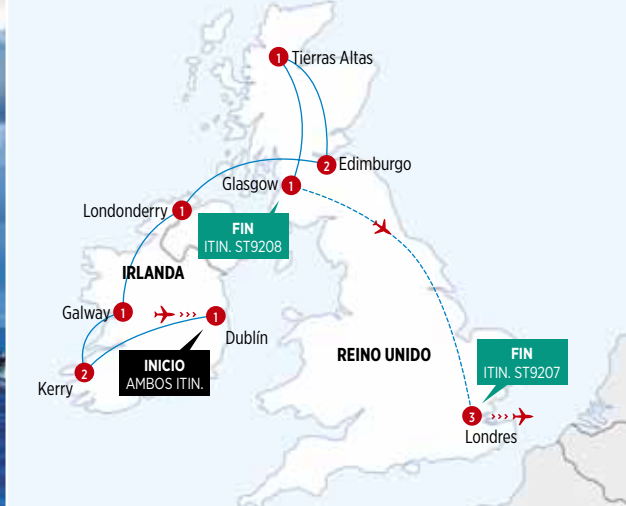 1 Tierras Altas
2 Edimburgo
Glasgow 1
Londonderry 1
FIN
ITIN. ST9208
IRLANDA
Galway 1
1
Dublín
INICIO
AMBOS ITIN.
Kerry 2
REINO UNIDO
FIN
ITIN. ST9207
3
Londres